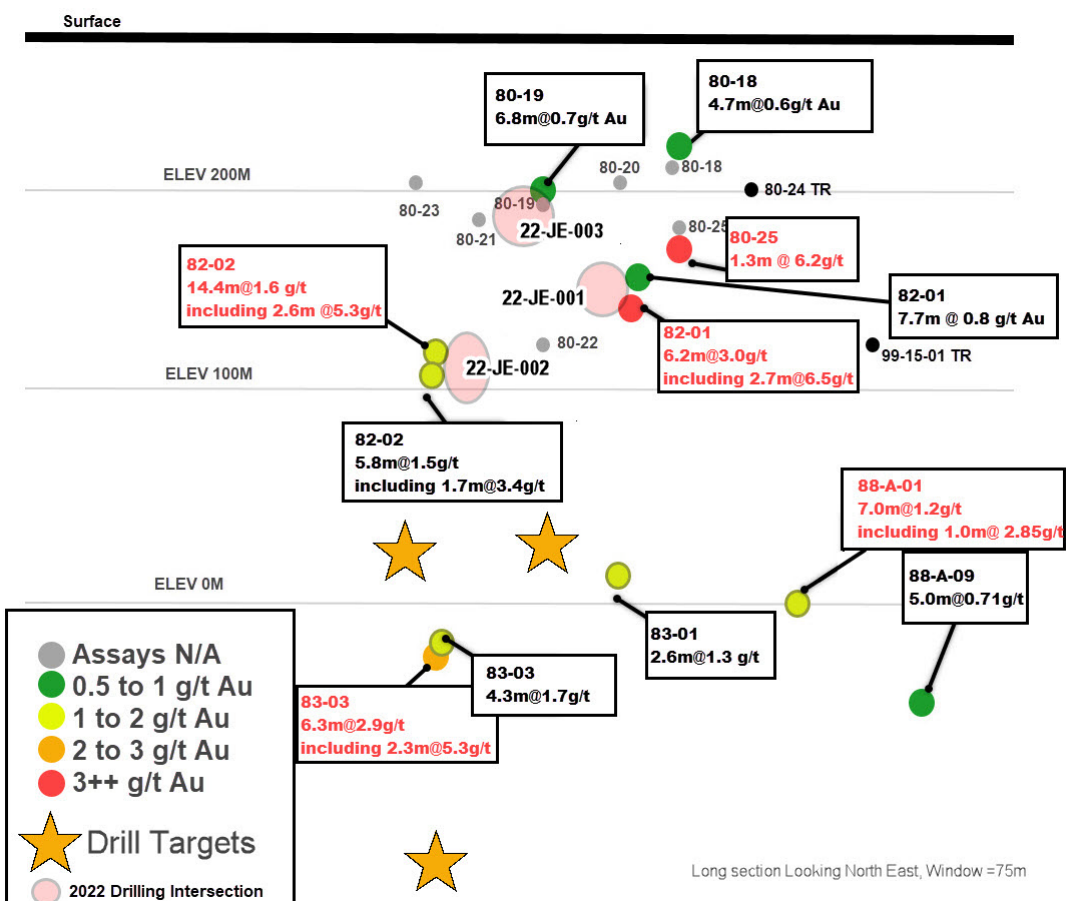 Surface
80-19
6.8m@0.7g/t Au
80-18
4.7m@0.6g/t Au
ELEV 200M
80-20
80-18
80-23
80-19
80-24 TR
80-21
22-JE-003
80-25
80-25
1.3m @ 6.2g/t
82-02
14.4m@1.6 g/t
including 2.6m @5.3g/t
22-JE-001
82-01
7.7m @ 0.8 g/t Au
82-01
6.2m@3.0g/t
including 2.7m@6.5g/t
80-22
99-15-01 TR
22-JE-002
ELEV 100M
82-02
5.8m@1.5g/t
including 1.7m@3.4g/t
88-A-01
7.0m@1.2g/t
including 1.0m@ 2.85g/t
ELEV 0M
88-A-09
5.0m@0.71g/t
83-01
2.6m@1.3 g/t
83-03
4.3m@1.7g/t
83-03
6.3m@2.9g/t
including 2.3m@5.3g/t
Assays N/A
0.5 to 1 g/t Au
1 to 2 g/t Au
2 to 3 g/t Au
3++ g/t Au
Drill Targets
2022 Drilling Intersection
Long section Looking North East, Window =75m